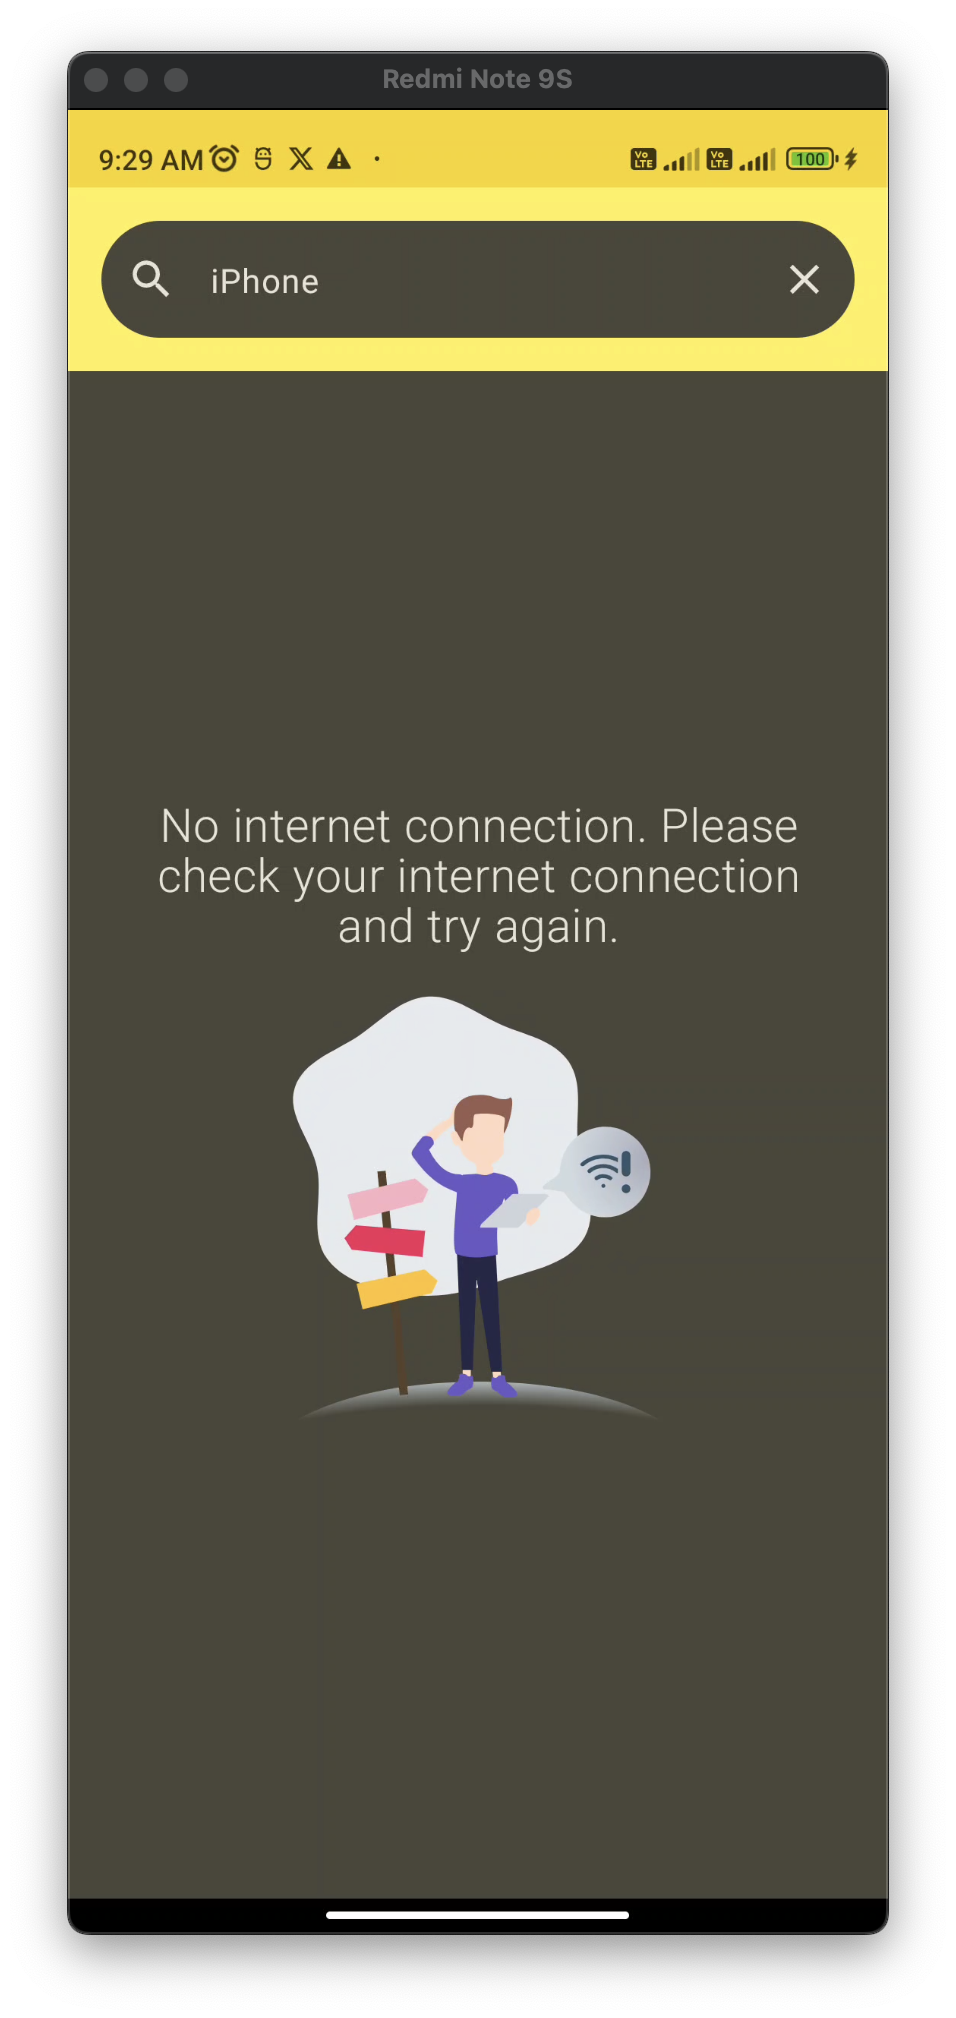 Redmi Note 9S
9:29 AM
Vo LTE
Vo LTE
100
iPhone
No internet connection. Please
check your internet connection
and try again.